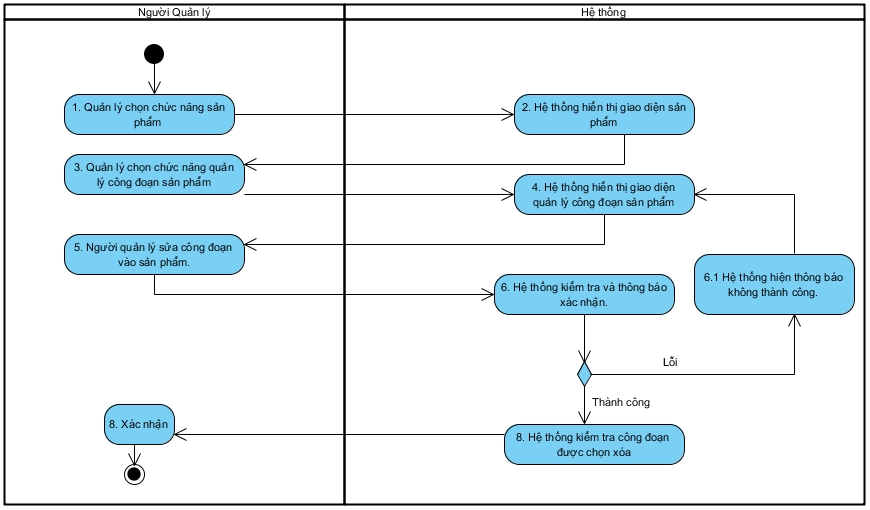 Người Quản lý
Hệ thống
1. Quản lý chọn chức năng sản
phẩm
2. Hệ thống hiển thị giao diện sản
phẩm
3. Quản lý chọn chức năng quản
lý công đoạn sản phẩm
4. Hệ thống hiển thị giao diện
quản lý công đoạn sản phẩm
5. Người quản lý sửa công đoạn
vào sản phẩm.
6. Hệ thống kiểm tra và thông báo
xác nhận.
6.1 Hệ thống hiện thông báo
không thành công.
Lỗi
Thành công
8. Xác nhận
8. Hệ thống kiểm tra công đoạn
được chọn xóa